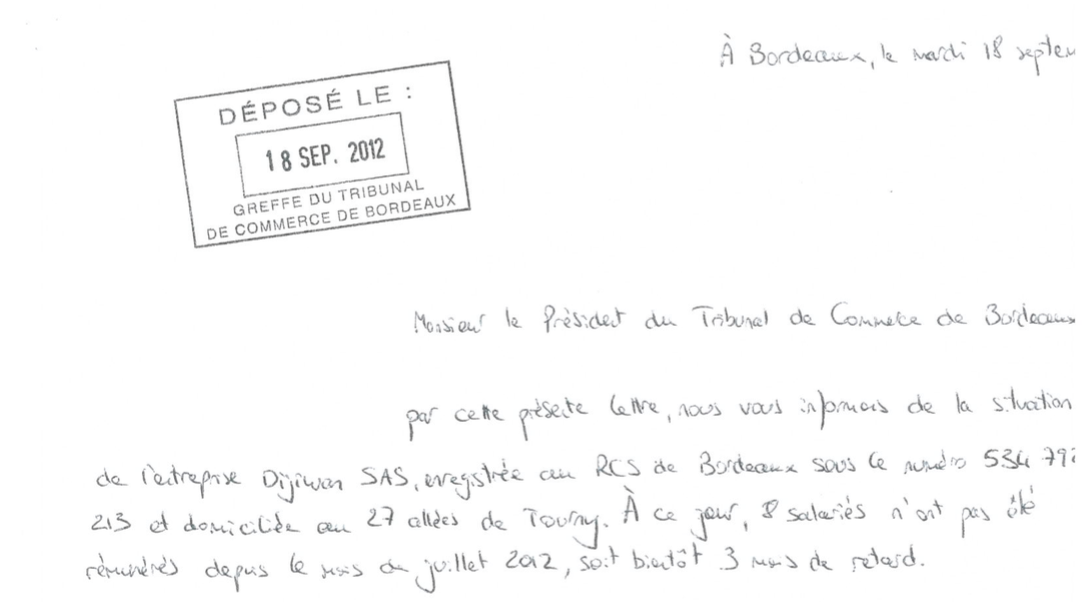 À Bordeaux, le mardi 18 septem
DÉPOSÉ LE :
18 SEP. 2012
GREFFE DU TRIBUNAL
DE COMMERCE DE BORDEAUX
Monsieur le Président du Tribunal de Commerce de Bordeaux
par cette présente lettre, nous vous informons de la situation
de l'entreprise Dijiwan SAS, enregistrée au RCS de Bordeaux sous le numéro 534 792
213 et domiciliée au 27 allées de Tourny. À ce jour, 8 salariés n'ont pas été
rémunérés depuis le mois de juillet 2012, soit bientôt 3 mois de retard.